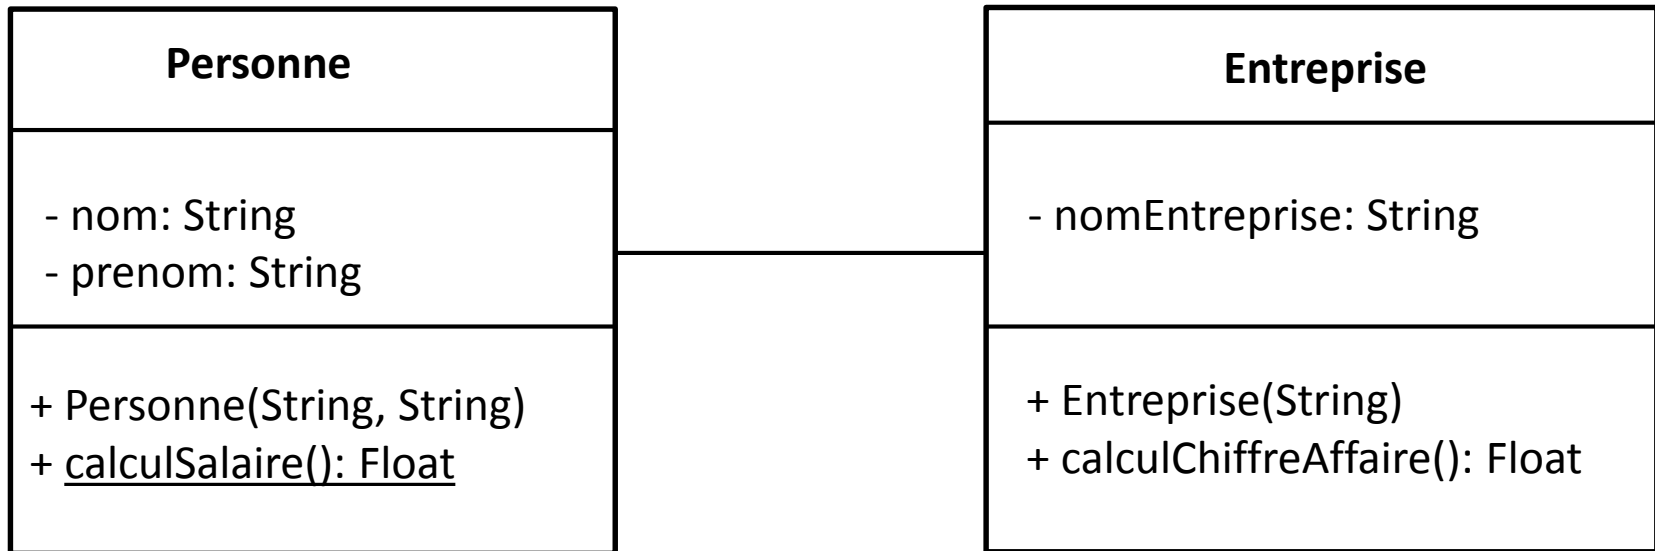 Personne
- nom: String
- prenom: String
+ Personne(String, String)
+ calculSalaire(): Float
Entreprise
- nomEntreprise: String
+ Entreprise(String)
+ calculChiffreAffaire(): Float